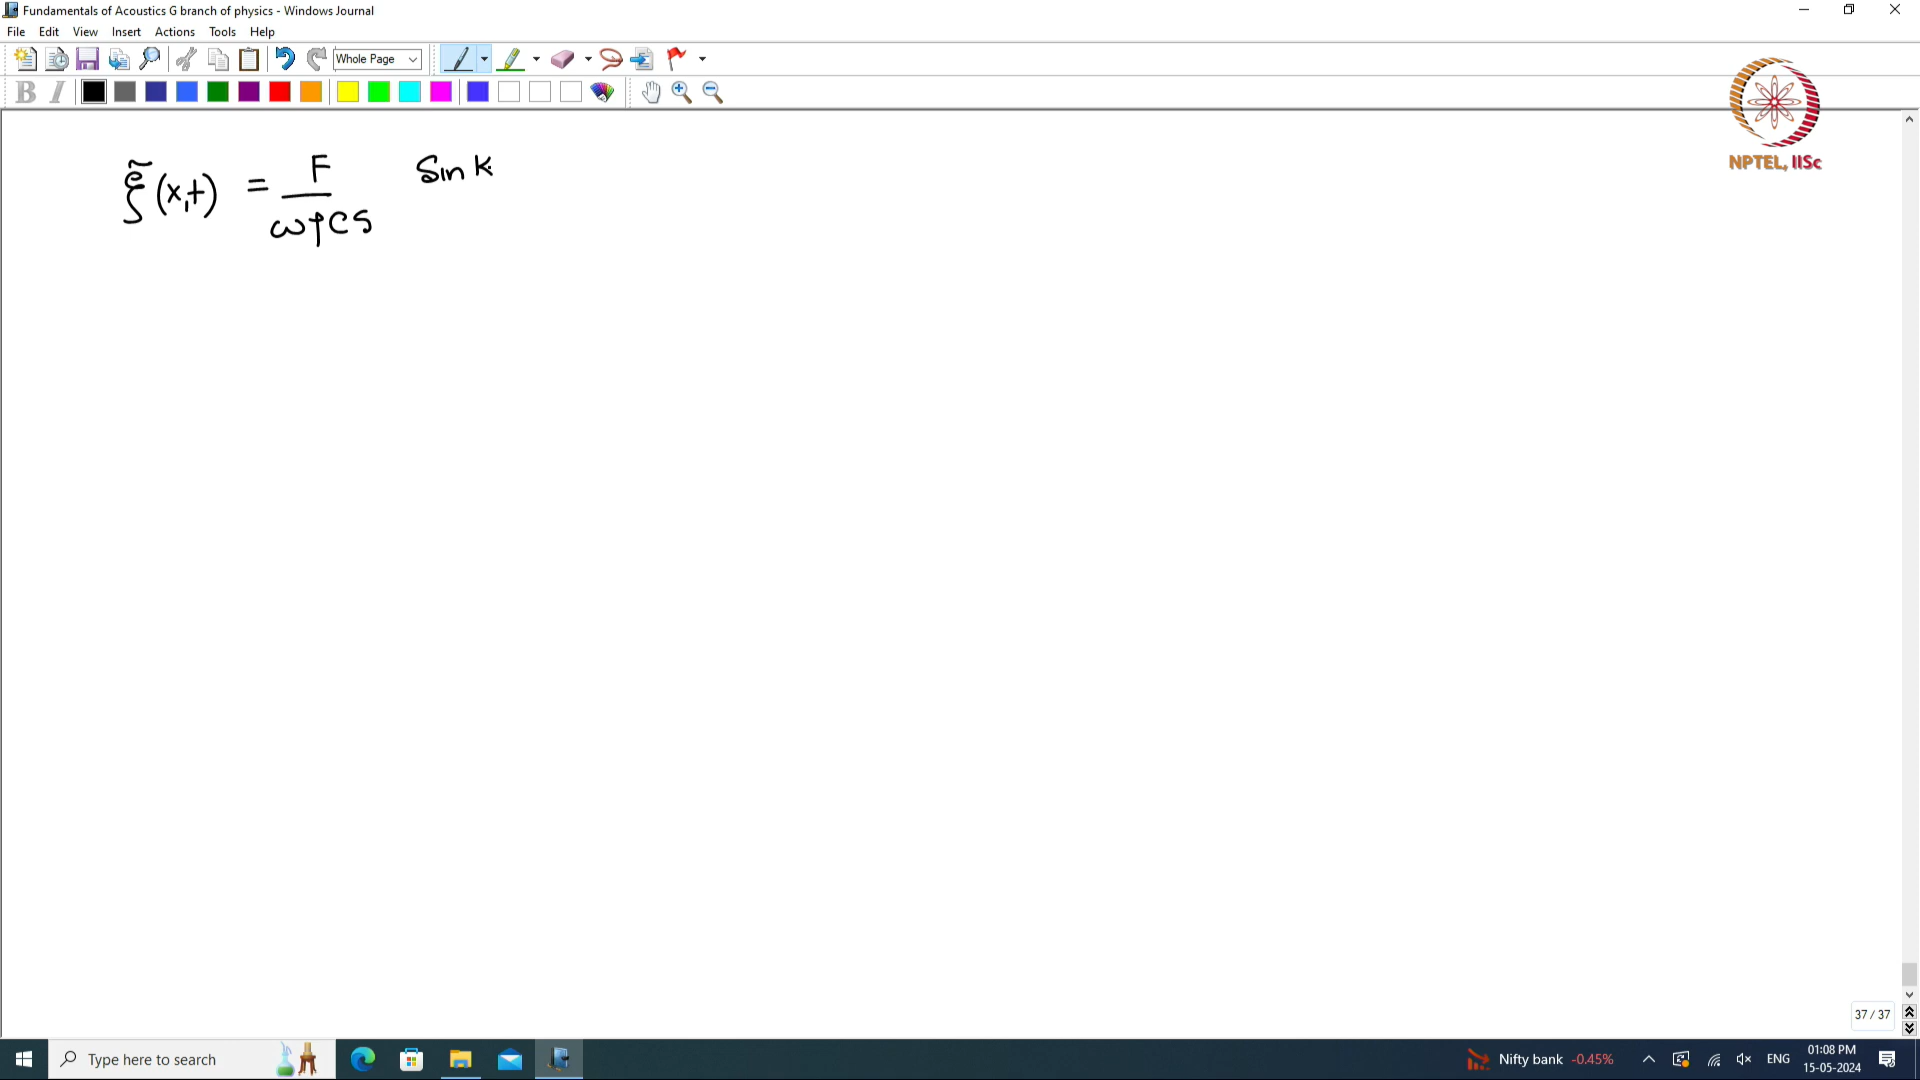 Fundamentals of Acoustics G branch of physics - Windows Journal
File Edit View Insert Actions Tools Help
Whole Page
B I
NPTEL, IISc
ξ̃(x,t) = F/ωρcs sin k
37 / 37
Type here to search
Nifty bank -0.45%
ENG
01:08 PM
15-05-2024